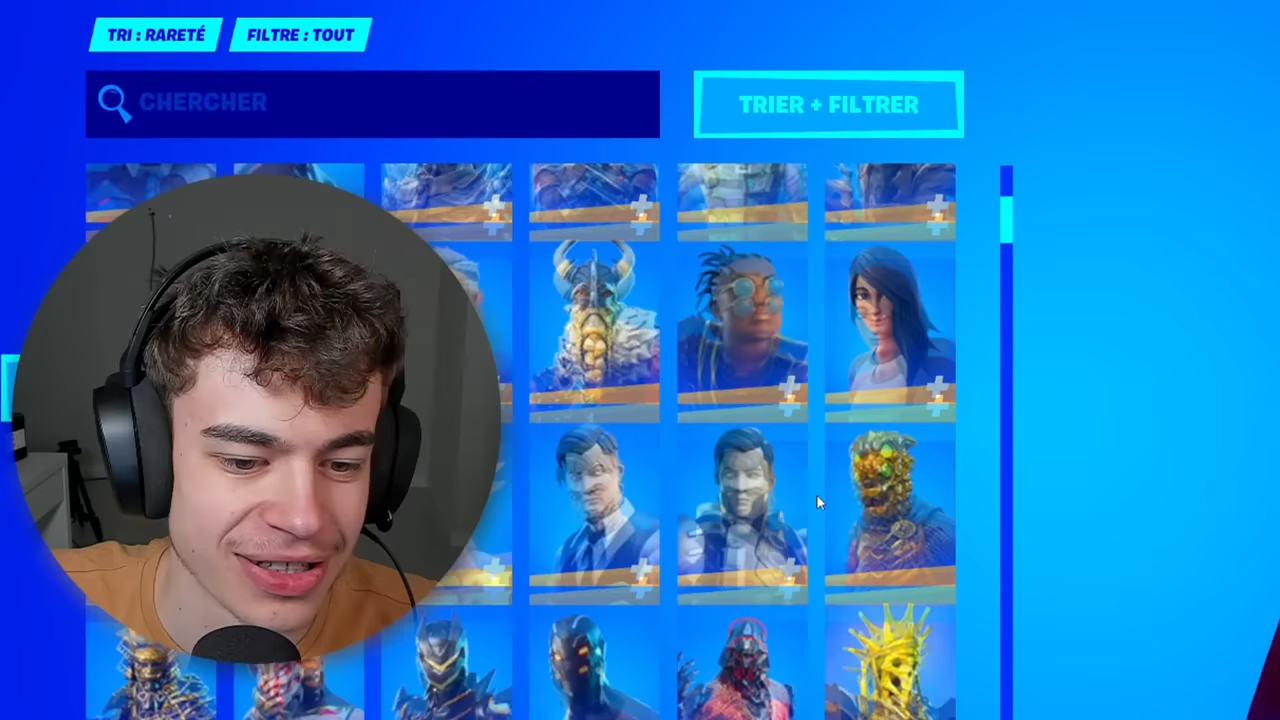 TRI : RARETÉ
FILTRE : TOUT
CHERCHER
TRIER + FILTRER